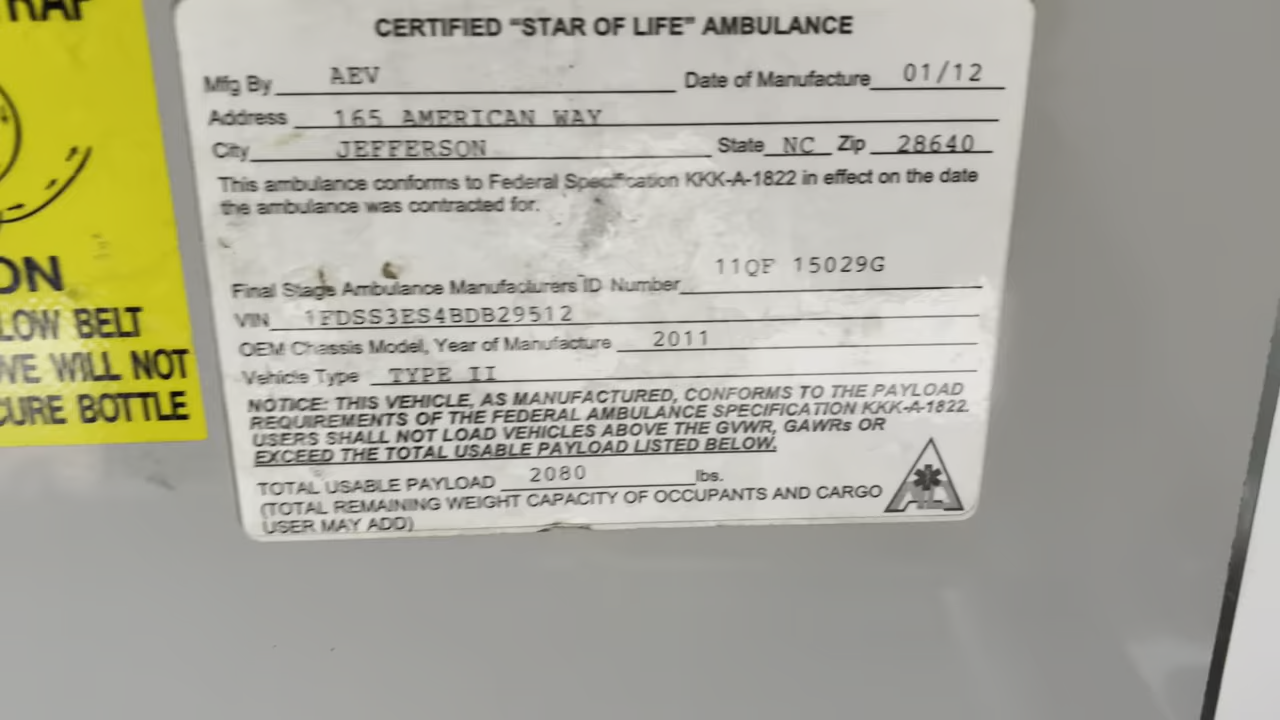 CERTIFIED "STAR OF LIFE" AMBULANCE
Mfg By AEV Date of Manufacture 01/12
Address 165 AMERICAN WAY
City JEFFERSON State NC Zip 28640
This ambulance conforms to Federal Specification KKK-A-1822 in effect on the date
the ambulance was contracted for.
Final Stage Ambulance Manufacturers ID Number 11QF 15029G
VIN 1FDSS3ES4BDB29512
OEM Chassis Model, Year of Manufacture 2011
Vehicle Type TYPE II
NOTICE: THIS VEHICLE, AS MANUFACTURED, CONFORMS TO THE PAYLOAD
REQUIREMENTS OF THE FEDERAL AMBULANCE SPECIFICATION KKK-A-1822.
USERS SHALL NOT LOAD VEHICLES ABOVE THE GVWR, GAWRs OR
EXCEED THE TOTAL USABLE PAYLOAD LISTED BELOW.
TOTAL USABLE PAYLOAD 2080 lbs.
(TOTAL REMAINING WEIGHT CAPACITY OF OCCUPANTS AND CARGO
USER MAY ADD)
LOW BELT
WILL NOT
BOTTLE